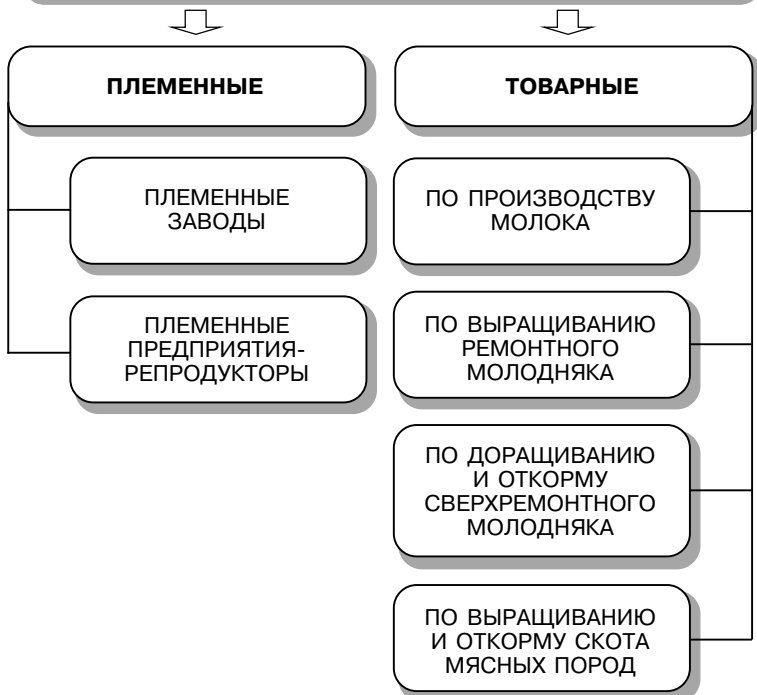 ПЛЕМЕННЫЕ
ТОВАРНЫЕ
ПЛЕМЕННЫЕ
ЗАВОДЫ
ПЛЕМЕННЫЕ
ПРЕДПРИЯТИЯ-
РЕПРОДУКТОРЫ
ПО ПРОИЗВОДСТВУ
МОЛОКА
ПО ВЫРАЩИВАНИЮ
РЕМОНТНОГО
МОЛОДНЯКА
ПО ДОРАЩИВАНИЮ
И ОТКОРМУ
СВЕРХРЕМОНТНОГО
МОЛОДНЯКА
ПО ВЫРАЩИВАНИЮ
И ОТКОРМУ СКОТА
МЯСНЫХ ПОРОД